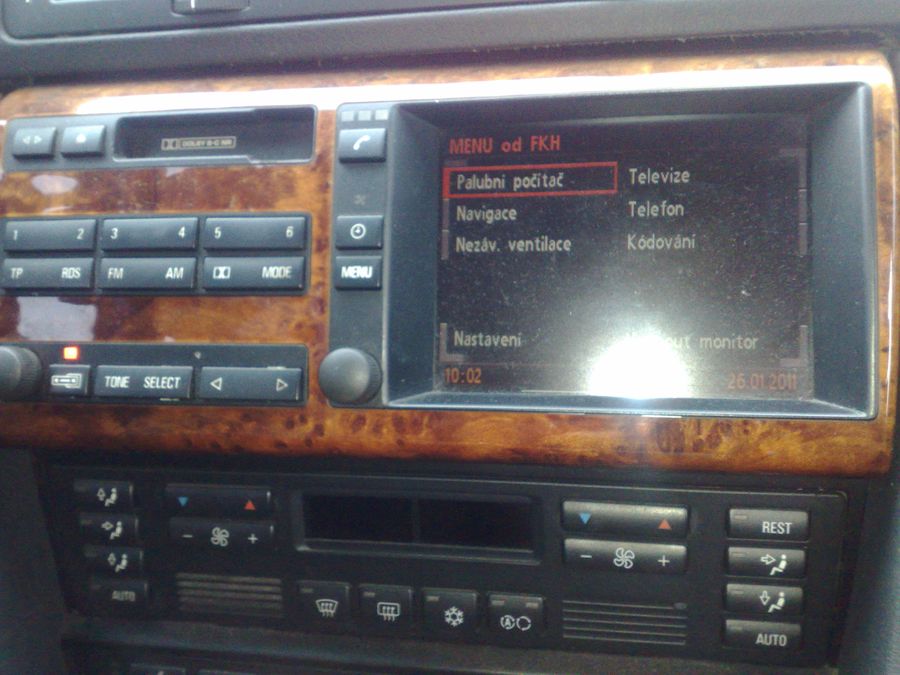 DOLBY B-C NR
1 2 3 4 5 6
TP RDS FM AM MODE
TONE SELECT
MENU
MENU od FKH
Palubni počítač
Televize
Navigace
Telefon
Nezáv. ventilace
Kódování
Nastavení
monitor
10:02
26.01.2011
REST
AUTO
A
AUTO